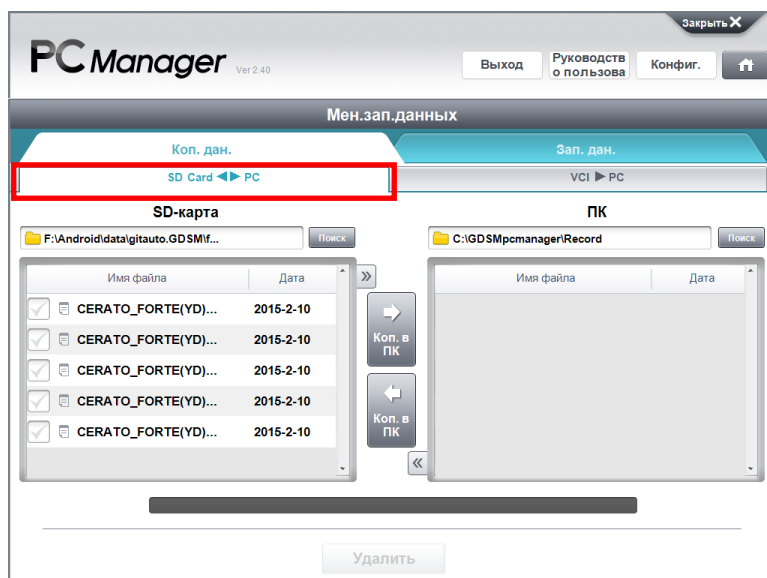 Закрыть X
PC Manager Ver 2.40
Выход
Руководств
о пользова
Конфиг.
Мен.зап.данных
Коп. дан.
Зап. дан.
SD Card ◀▶ PC
VCI ▶ PC
SD-карта
ПК
F:\Android\data\gitauto.GDSM\f...
Поиск
C:\GDSMpcmanager\Record
Поиск
Имя файла Дата
Имя файла Дата
CERATO_FORTE(YD)... 2015-2-10
CERATO_FORTE(YD)... 2015-2-10
CERATO_FORTE(YD)... 2015-2-10
CERATO_FORTE(YD)... 2015-2-10
CERATO_FORTE(YD)... 2015-2-10
Коп. в
ПК
Коп. в
ПК
Удалить